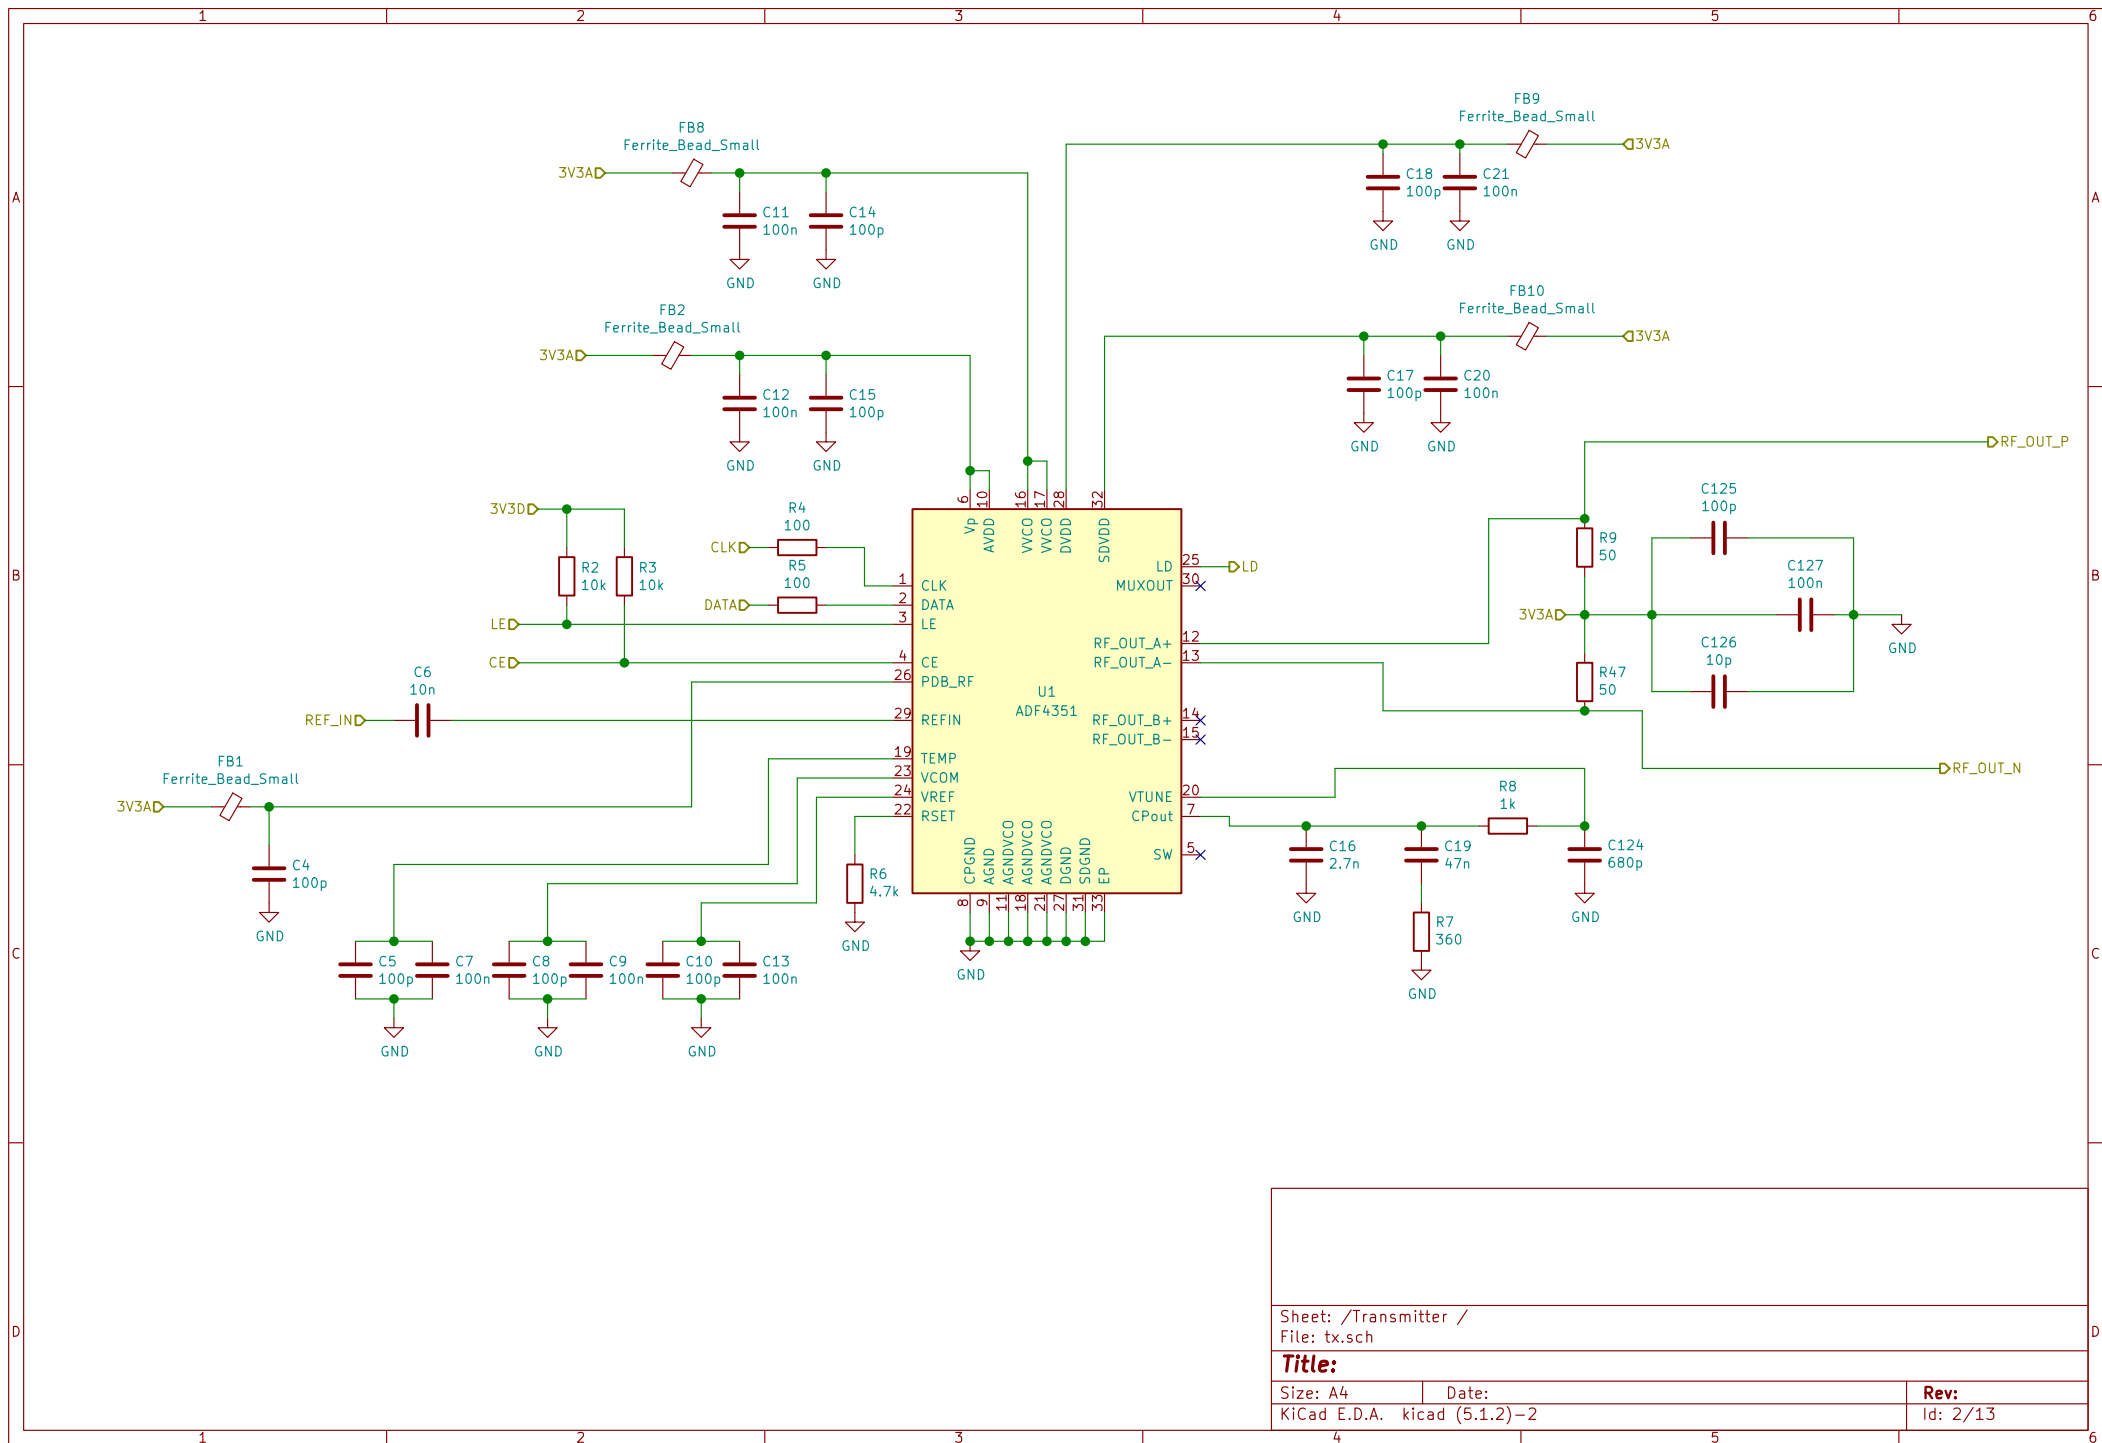 1 2 3 4 5 6
FB8
Ferrite_Bead_Small
3V3A
C11
100n
GND
C14
100p
GND
FB9
Ferrite_Bead_Small
3V3A
C18
100p
GND
C21
100n
GND
A
A
FB2
Ferrite_Bead_Small
3V3A
C12
100n
GND
C15
100p
GND
FB10
Ferrite_Bead_Small
3V3A
C17
100p
GND
C20
100n
GND
RF_OUT_P
3V3D
R2
10k
R3
10k
R4
100
CLK
R5
100
DATA
LE
CE
C6
10n
REF_IN
B
B
6 10 16 17 28 32
Vp
AVDD
VVCO
VVCO
DVDD
SDVDD
1 CLK
2 DATA
3 LE
4 CE
26 PDB_RF
29 REFIN
19 TEMP
23 VCOM
24 VREF
22 RSET
U1
ADF4351
LD 25
LD
MUXOUT 30
RF_OUT_A+ 12
RF_OUT_A- 13
RF_OUT_B+ 14
RF_OUT_B- 15
VTUNE 20
CPout 7
SW 5
CPGND
AGND
AGNDVCO
AGNDVCO
AGNDVCO
DGND
SDGND
EP
8 9 11 18 21 27 31 33
GND
R9
50
3V3A
R47
50
C125
100p
C127
100n
C126
10p
GND
RF_OUT_N
FB1
Ferrite_Bead_Small
3V3A
C4
100p
GND
R6
4.7k
GND
R8
1k
C16
2.7n
GND
C19
47n
R7
360
GND
C124
680p
GND
C
C
C5
100p
C7
100n
GND
C8
100p
C9
100n
GND
C10
100p
C13
100n
GND
D
D
Sheet: /Transmitter /
File: tx.sch
Title:
Size: A4 Date: Rev:
KiCad E.D.A. kicad (5.1.2)-2 Id: 2/13
1 2 3 4 5 6